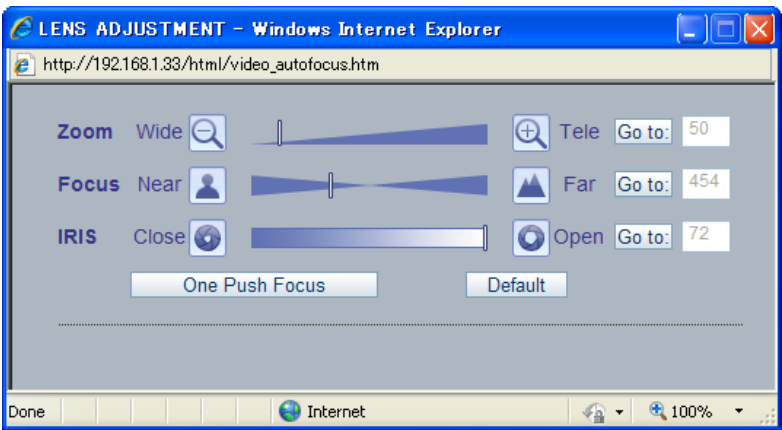 LENS ADJUSTMENT - Windows Internet Explorer
http://192.168.1.33/html/video_autofocus.htm
Zoom Wide Tele Go to: 50
Focus Near Far Go to: 454
IRIS Close Open Go to: 72
One Push Focus Default
Done Internet 100%